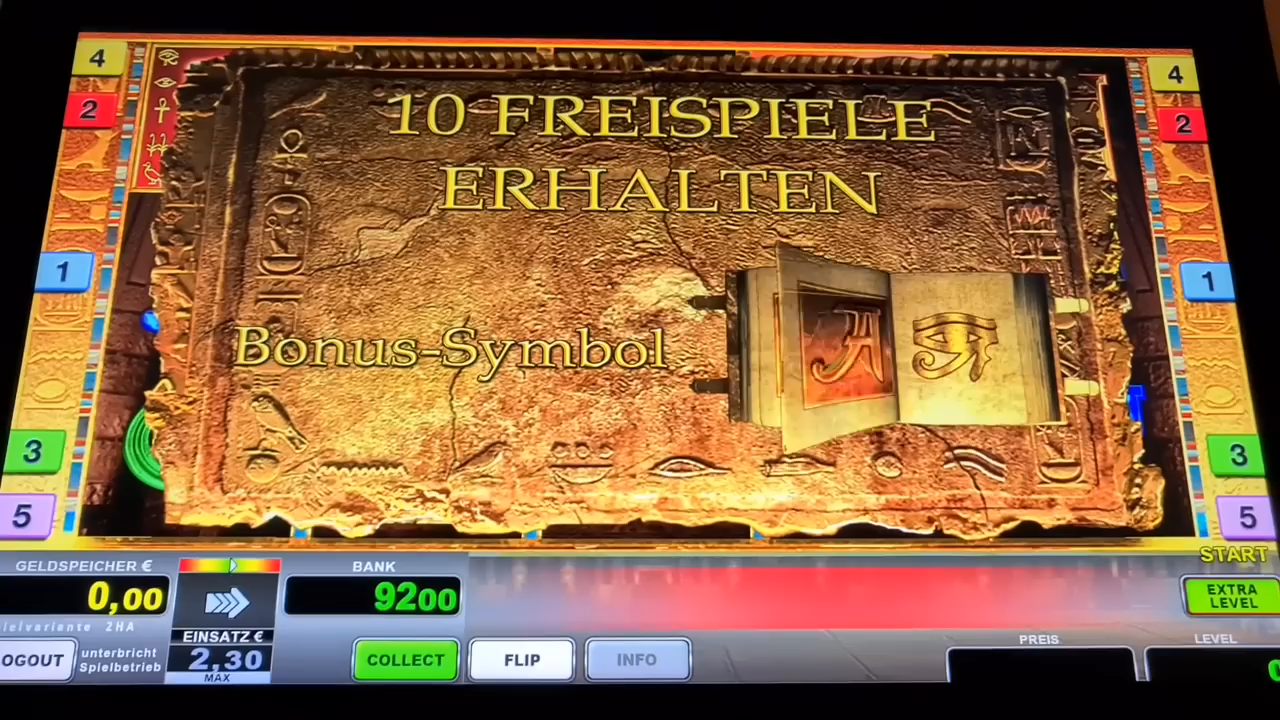 10 FREISPIELE
ERHALTEN
Bonus-Symbol
A
4
2
1
3
5
4
2
1
3
5
START
EXTRA
LEVEL
GELDSPEICHER €
0,00
2HA
OGOUT
unterbricht
Spielbetrieb
EINSATZ €
2,30
MAX
BANK
9200
COLLECT
FLIP
INFO
PREIS
LEVEL